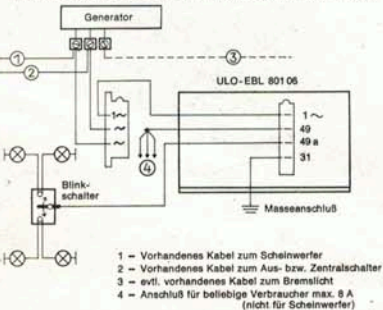 Generator
1
2
3
ULO-EBL 801 06
1 ~
~
~
4
1 ~
49
49 a
31
Blink-
schalter
Masseanschluß
1 – Vorhandenes Kabel zum Scheinwerfer
2 – Vorhandenes Kabel zum Aus- bzw. Zentralschalter
3 – evtl. vorhandenes Kabel zum Bremslicht
4 – Anschluß für beliebige Verbraucher max. 8 A
(nicht für Scheinwerfer)